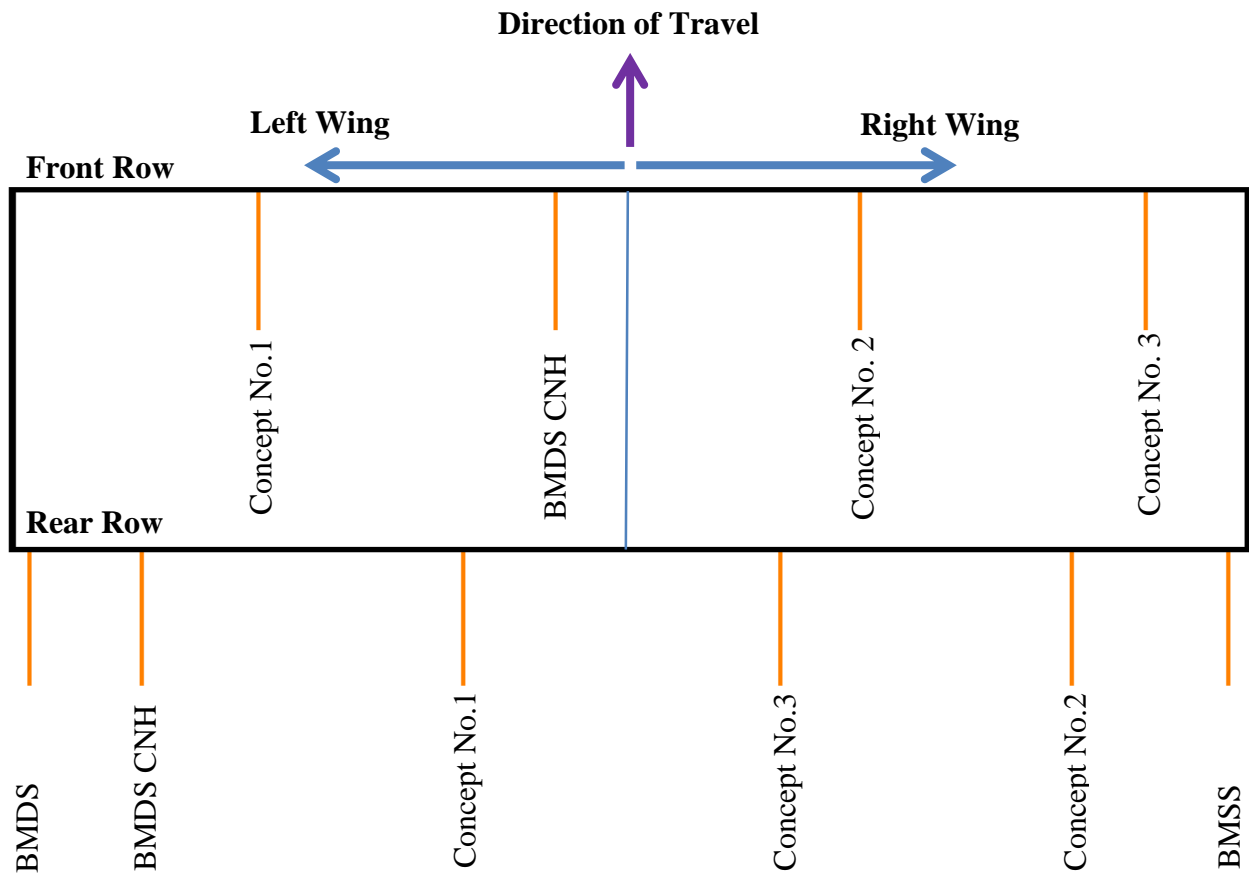 Direction of Travel
Left Wing
Right Wing
Front Row
Concept No.1
BMDS CNH
Concept No. 2
Concept No. 3
Rear Row
BMDS
BMDS CNH
Concept No.1
Concept No.3
Concept No.2
BMSS